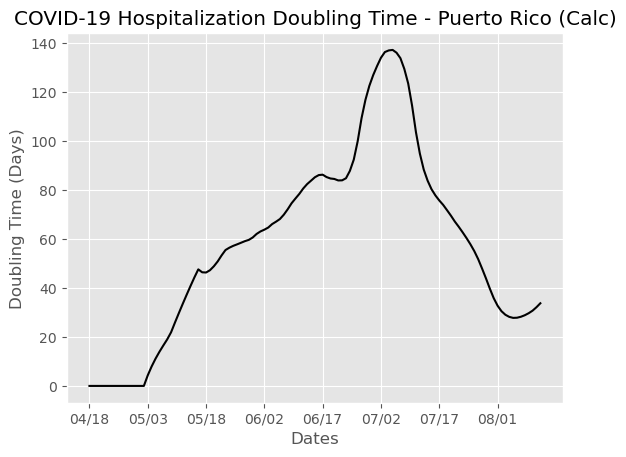 COVID-19 Hospitalization Doubling Time - Puerto Rico (Calc)
140
120
100
80
60
40
20
0
Doubling Time (Days)
04/18 05/03 05/18 06/02 06/17 07/02 07/17 08/01
Dates